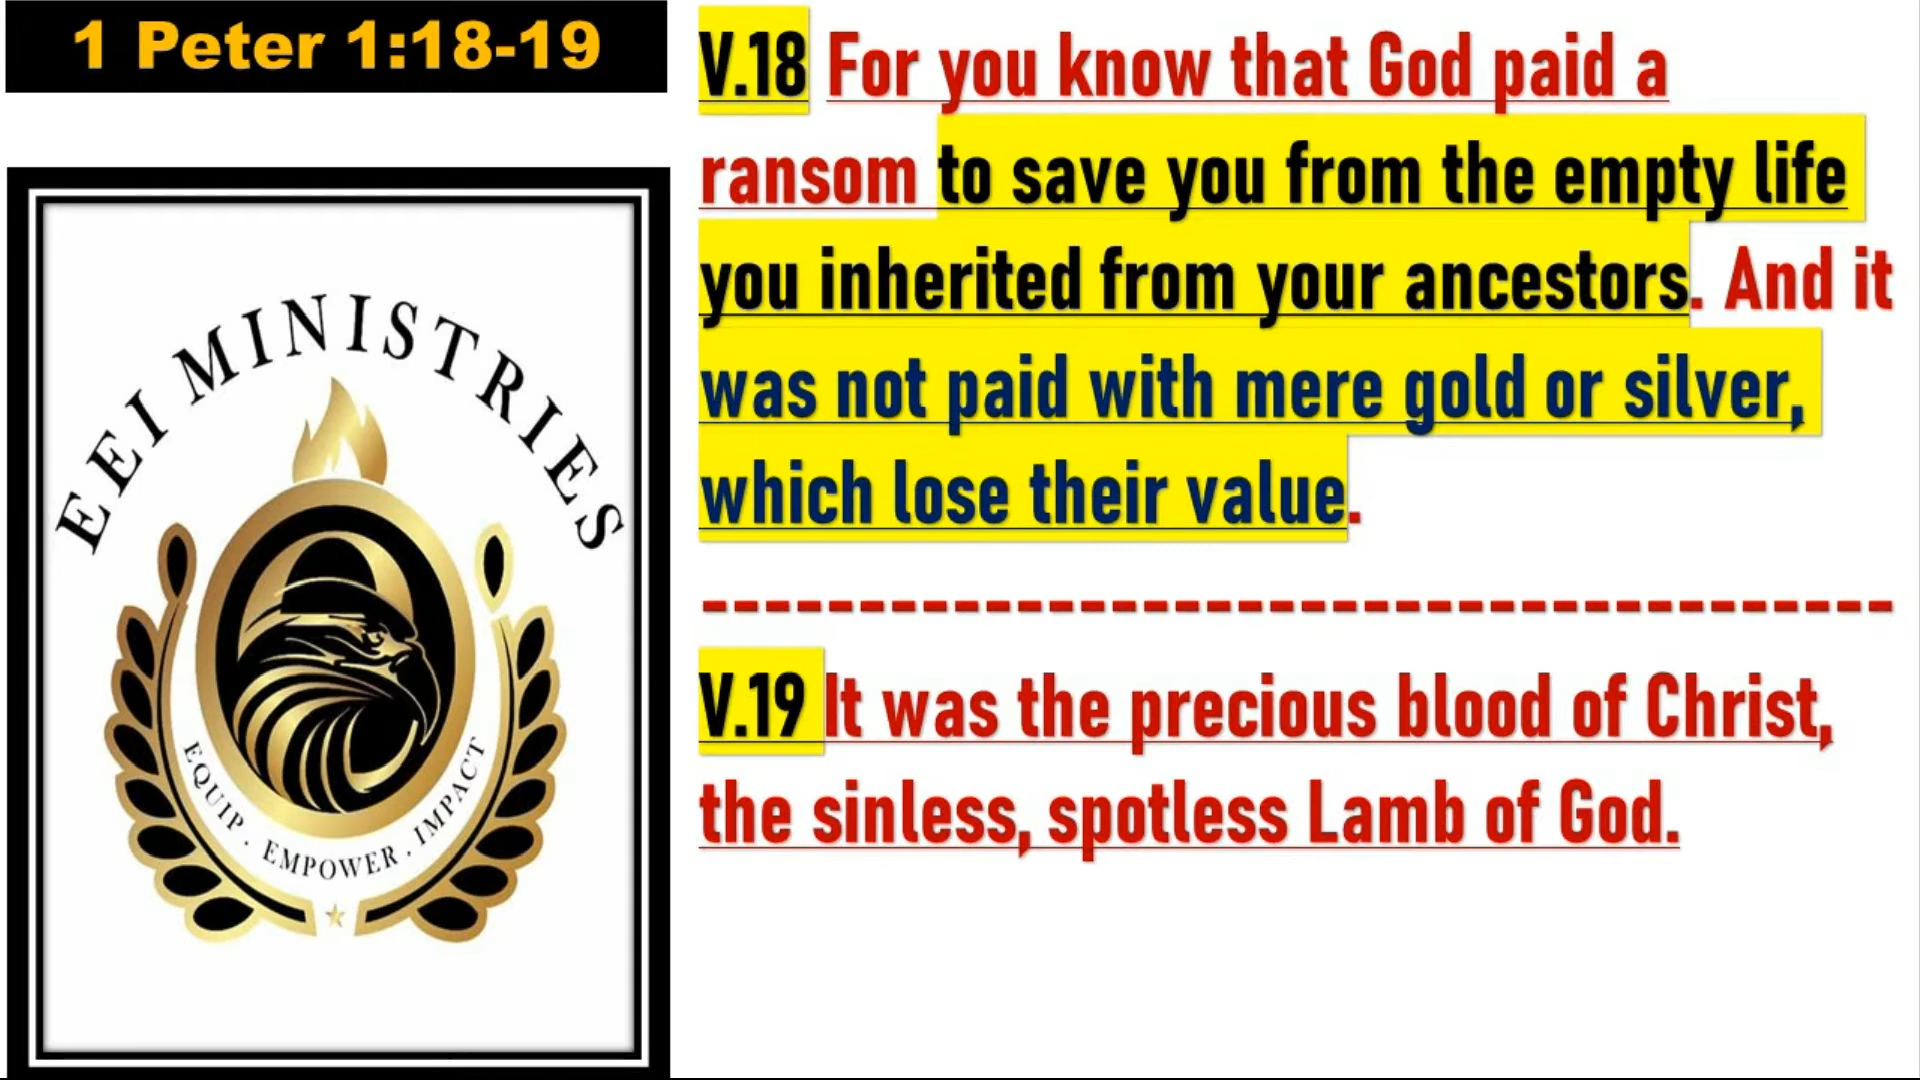 1 Peter 1:18-19
EEI MINISTRIES
EQUIP . EMPOWER . IMPACT
V.18 For you know that God paid a
ransom to save you from the empty life
you inherited from your ancestors. And it
was not paid with mere gold or silver,
which lose their value.
--------------------------------------
V.19 It was the precious blood of Christ,
the sinless, spotless Lamb of God.